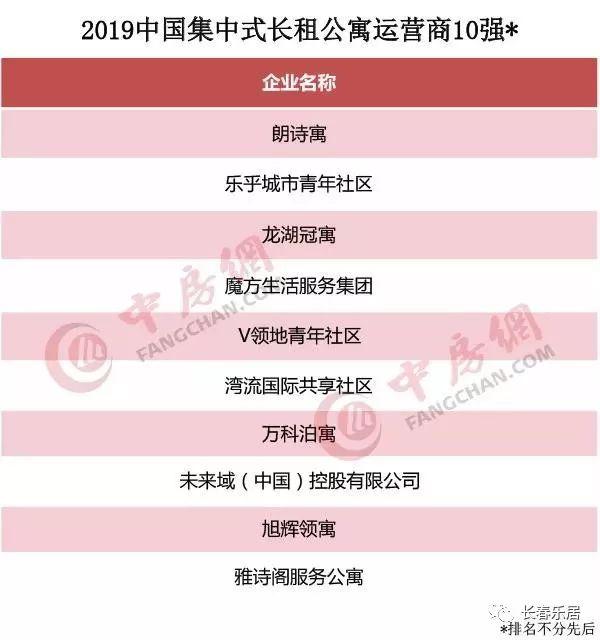 2019中国集中式长租公寓运营商10强*
企业名称
朗诗寓
乐乎城市青年社区
龙湖冠寓
魔方生活服务集团
中房網
FANGCHAN.COM
V领地青年社区
湾流国际共享社区
中房網
FANGCHAN.COM
万科泊寓
未来域（中国）控股有限公司
旭辉领寓
雅诗阁服务公寓
长春乐居
*排名不分先后